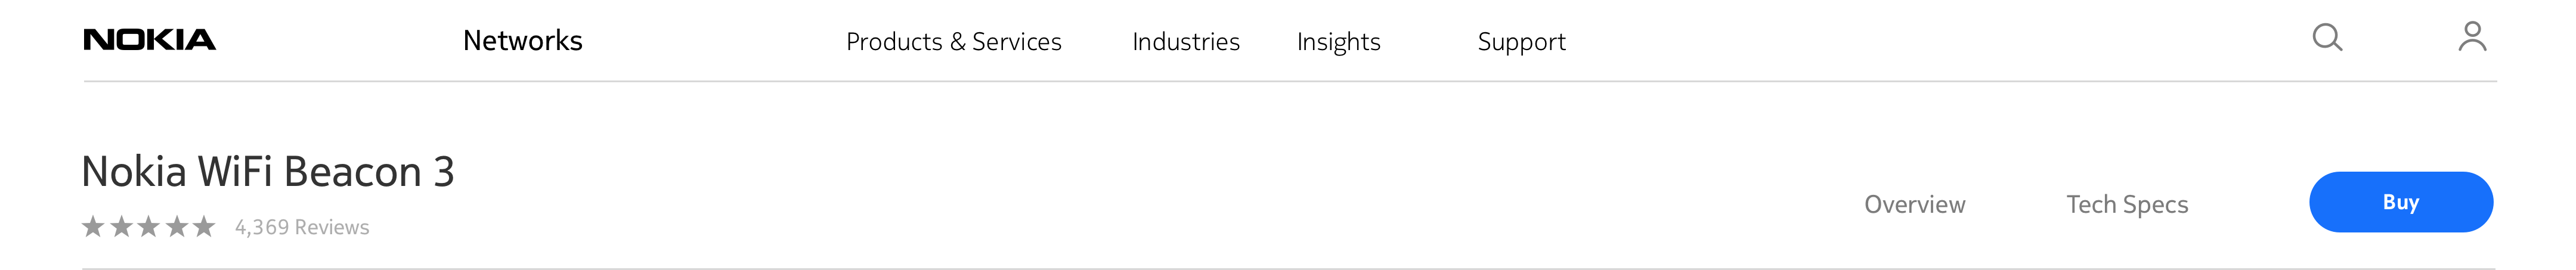 NOKIA Networks Products & Services Industries Insights Support
Nokia WiFi Beacon 3
4,369 Reviews
Overview Tech Specs Buy